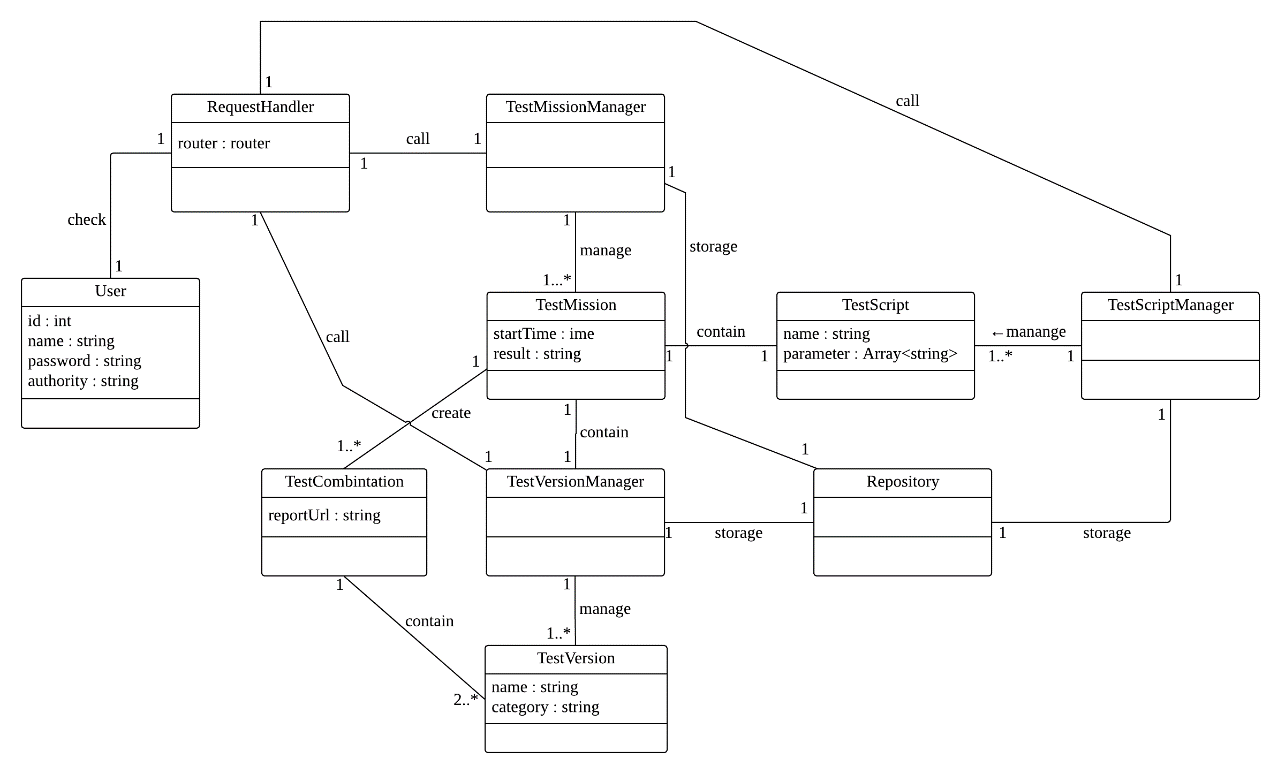 call
1
RequestHandler
router : router
1
1
call
1
TestMissionManager
1
1
1
check
1
User
id : int
name : string
password : string
authority : string
manage
1...*
storage
TestMission
startTime : ime
result : string
1
contain
1
TestScript
name : string
parameter : Array<string>
←manange
1..*
1
1
TestScriptManager
call
1
create
1..*
1
contain
1
1
1
1
TestCombintation
reportUrl : string
TestVersionManager
1
storage
1
Repository
1
storage
1
contain
2..*
1
manage
1..*
TestVersion
name : string
category : string